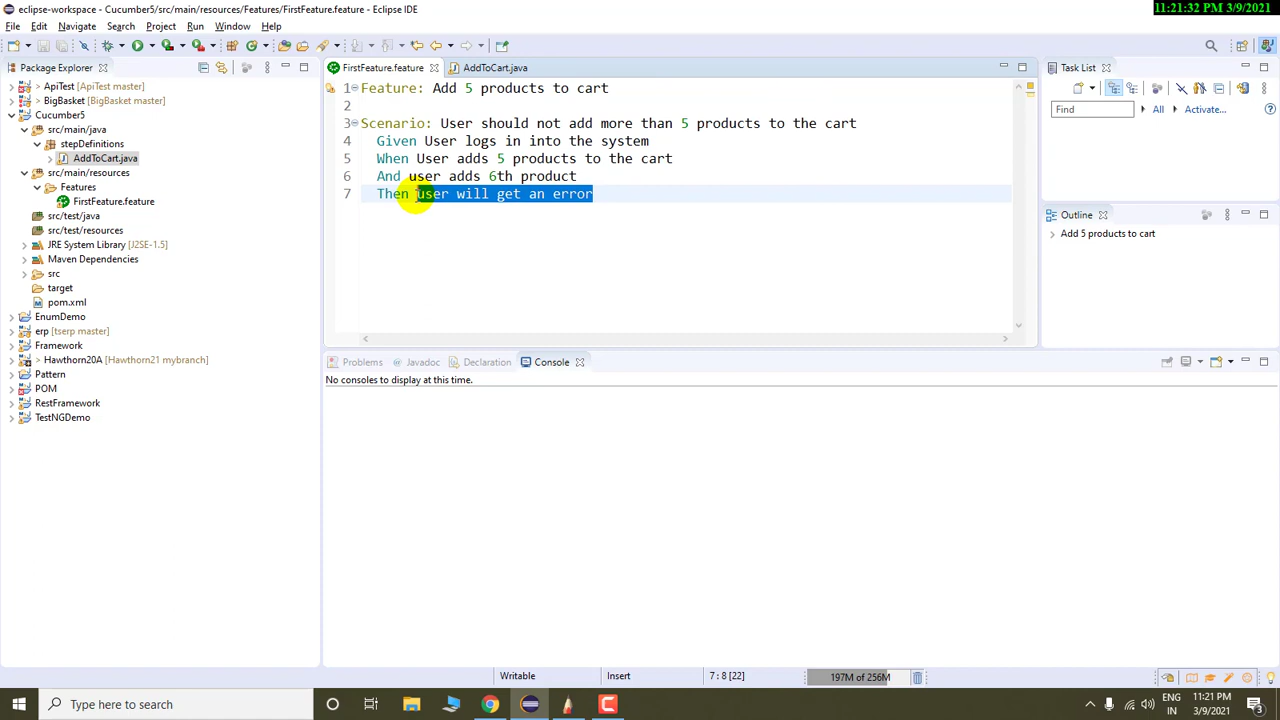 eclipse-workspace - Cucumber5/src/main/resources/Features/FirstFeature.feature - Eclipse IDE
11:21:32 PM 3/9/2021
File Edit Navigate Search Project Run Window Help
Package Explorer
FirstFeature.feature
AddToCart.java
Task List
ApiTest [ApiTest master]
> BigBasket [BigBasket master]
Cucumber5
src/main/java
stepDefinitions
AddToCart.java
src/main/resources
Features
FirstFeature.feature
src/test/java
src/test/resources
JRE System Library [J2SE-1.5]
Maven Dependencies
src
target
pom.xml
EnumDemo
erp [tserp master]
Framework
> Hawthorn20A [Hawthorn21 mybranch]
Pattern
POM
RestFramework
TestNGDemo
1 Feature: Add 5 products to cart
2
3 Scenario: User should not add more than 5 products to the cart
4 Given User logs in into the system
5 When User adds 5 products to the cart
6 And user adds 6th product
7 Then user will get an error
Find
All
Activate...
Outline
Add 5 products to cart
Problems Javadoc Declaration Console
No consoles to display at this time.
Writable Insert 7 : 8 [22] 197M of 256M
Type here to search
ENG
IN
11:21 PM
3/9/2021
3